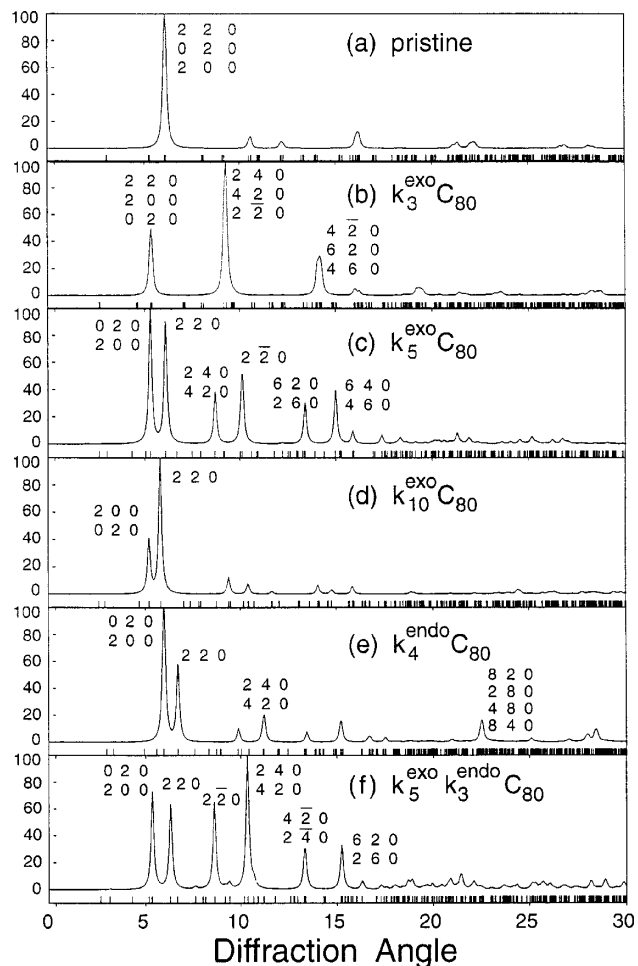 100
80
60
40
20
0
2 2 0
0 2 0
2 0 0
(a) pristine
100
80
60
40
20
0
2 2 0
2 0 0
0 2 0
2 4 0
4 2 0
2 2̅ 0
4 2̅ 0
6 2 0
4 6 0
(b) k₃ᵉˣᵒC₈₀
100
80
60
40
20
0
0 2 0
2 0 0
2 2 0
2 4 0
4 2 0
2 2̅ 0
6 2 0
2 6 0
6 4 0
4 6 0
(c) k₅ᵉˣᵒC₈₀
100
80
60
40
20
0
2 0 0
0 2 0
2 2 0
(d) k₁₀ᵉˣᵒC₈₀
100
80
60
40
20
0
0 2 0
2 0 0
2 2 0
2 4 0
4 2 0
8 2 0
2 8 0
4 8 0
8 4 0
(e) k₄ᵉⁿᵈᵒC₈₀
100
80
60
40
20
0
0 2 0
2 0 0
2 2 0
2 2̅ 0
2 4 0
4 2 0
4 2̅ 0
2 4̅ 0
6 2 0
2 6 0
(f) k₅ᵉˣᵒk₃ᵉⁿᵈᵒC₈₀
0 5 10 15 20 25 30
Diffraction Angle